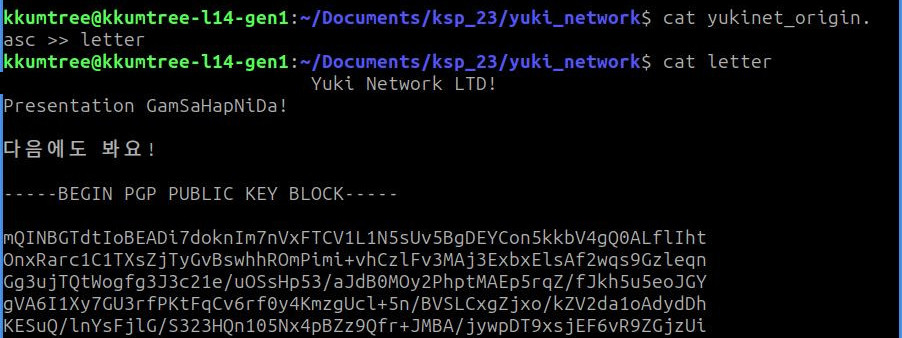 kkumtree@kkumtree-l14-gen1:~/Documents/ksp_23/yuki_network$ cat yukinet_origin.
asc >> letter
kkumtree@kkumtree-l14-gen1:~/Documents/ksp_23/yuki_network$ cat letter
Yuki Network LTD!
Presentation GamSaHapNiDa!
다음에도 봐요!
-----BEGIN PGP PUBLIC KEY BLOCK-----
mQINBGTdtIoBEADi7doknIm7nVxFTCV1L1N5sUv5BgDEYCon5kkbV4gQ0ALflIht
OnxRarc1C1TXsZjTyGvBswhhROmPimi+vhCzlFv3MAj3ExbxElsAf2wqs9Gzleqn
Gg3ujTQtWogfg3J3c21e/uOSsHp53/aJdB0MOy2PhptMAEp5rqZ/fJkh5u5eoJGY
gVA6I1Xy7GU3rfPKtFqCv6rf0y4KmzgUcl+5n/BVSLCxgZjxo/kZV2da1oAdydDh
KESuQ/lnYsFjlG/S323HQn105Nx4pBZz9Qfr+JMBA/jywpDT9xsjEF6vR9ZGjzUi